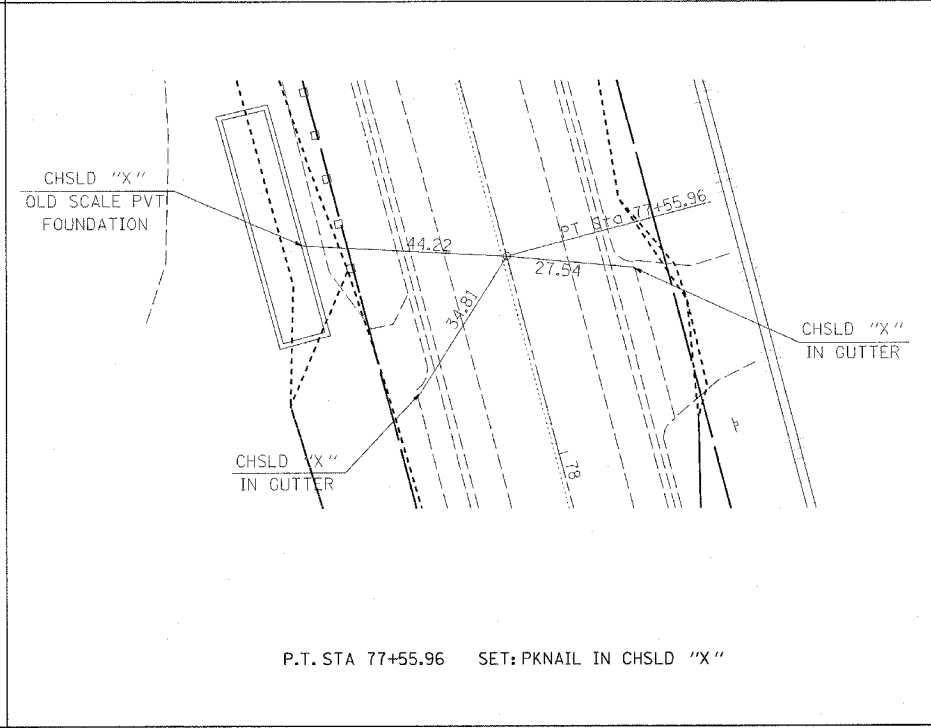 CHSLD "X"
OLD SCALE PVT
FOUNDATION
44.22
PT Sta 77+55.96
27.54
34.81
CHSLD "X"
IN GUTTER
CHSLD "X"
IN GUTTER
78
P.T. STA 77+55.96 SET: PKNAIL IN CHSLD "X"